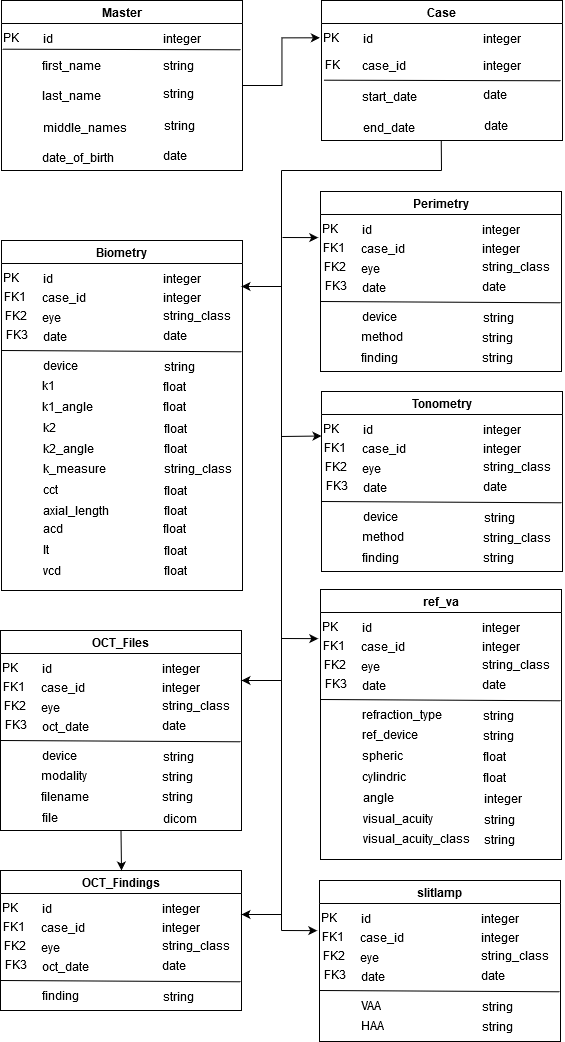 Master
PK id integer
first_name string
last_name string
middle_names string
date_of_birth date
Case
PK id integer
FK case_id integer
start_date date
end_date date
Perimetry
PK id integer
FK1 case_id integer
FK2 eye string_class
FK3 date date
device string
method string
finding string
Biometry
PK id integer
FK1 case_id integer
FK2 eye string_class
FK3 date date
device string
k1 float
k1_angle float
k2 float
k2_angle float
k_measure string_class
cct float
axial_length float
acd float
lt float
vcd float
Tonometry
PK id integer
FK1 case_id integer
FK2 eye string_class
FK3 date date
device string
method string_class
finding string
ref_va
PK id integer
FK1 case_id integer
FK2 eye string_class
FK3 date date
refraction_type string
ref_device string
spheric float
cylindric float
angle integer
visual_acuity string
visual_acuity_class string
OCT_Files
PK id integer
FK1 case_id integer
FK2 eye string_class
FK3 oct_date date
device string
modality string
filename string
file dicom
OCT_Findings
PK id integer
FK1 case_id integer
FK2 eye string_class
FK3 oct_date date
finding string
slitlamp
PK id integer
FK1 case_id integer
FK2 eye string_class
FK3 date date
VAA string
HAA string